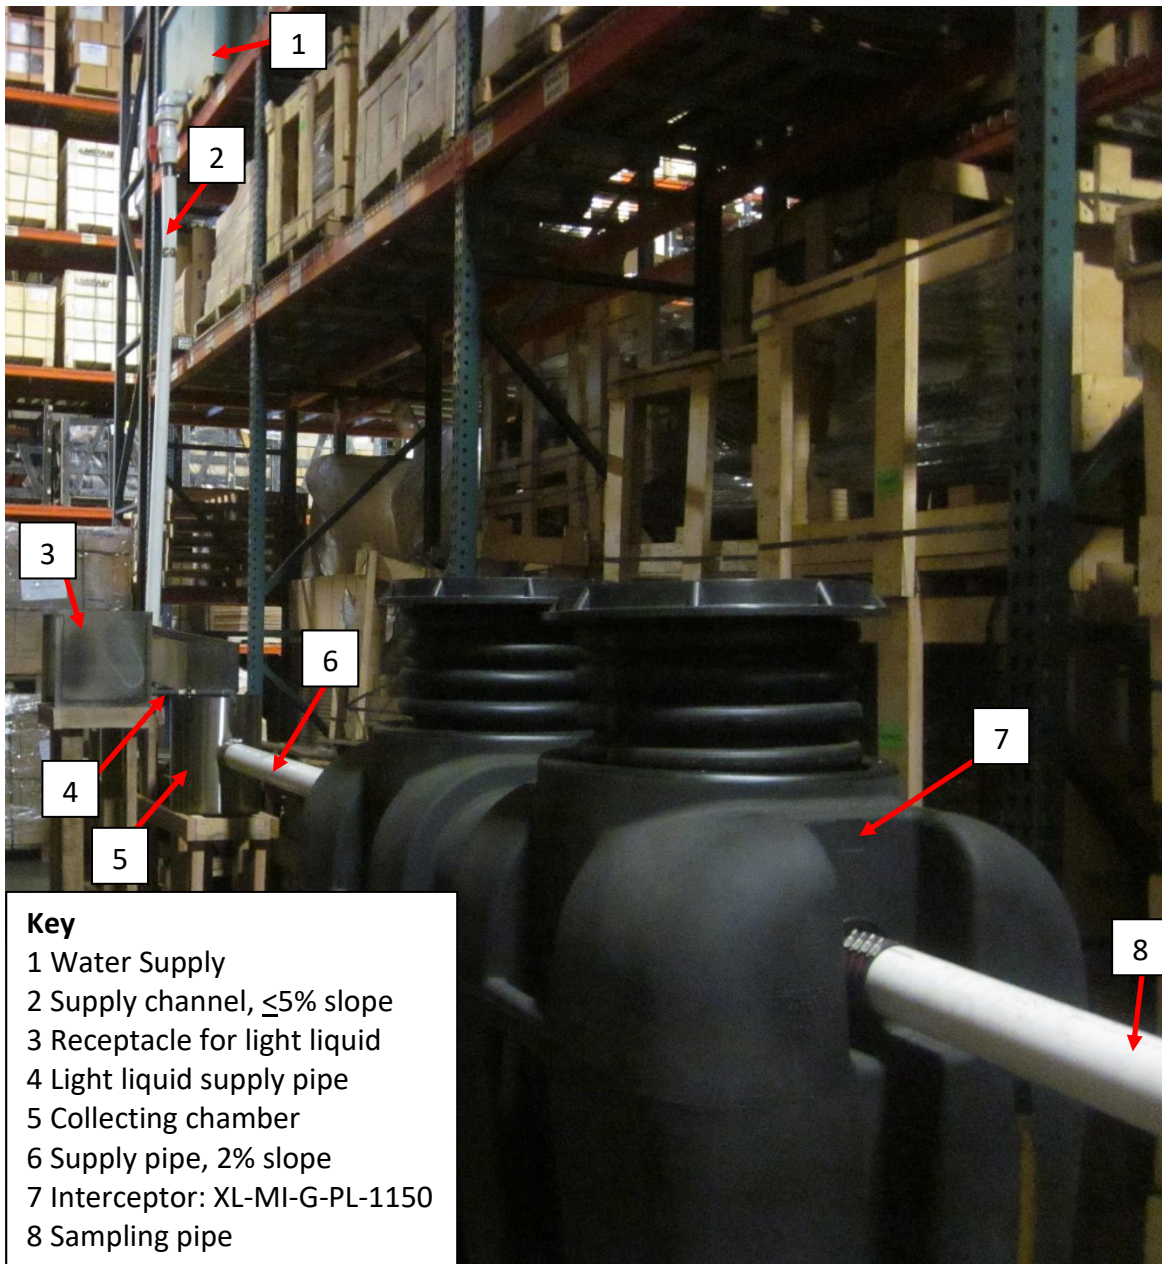 1
2
3
6
7
4
5
8
Key
1 Water Supply
2 Supply channel, ≤5% slope
3 Receptacle for light liquid
4 Light liquid supply pipe
5 Collecting chamber
6 Supply pipe, 2% slope
7 Interceptor: XL-MI-G-PL-1150
8 Sampling pipe